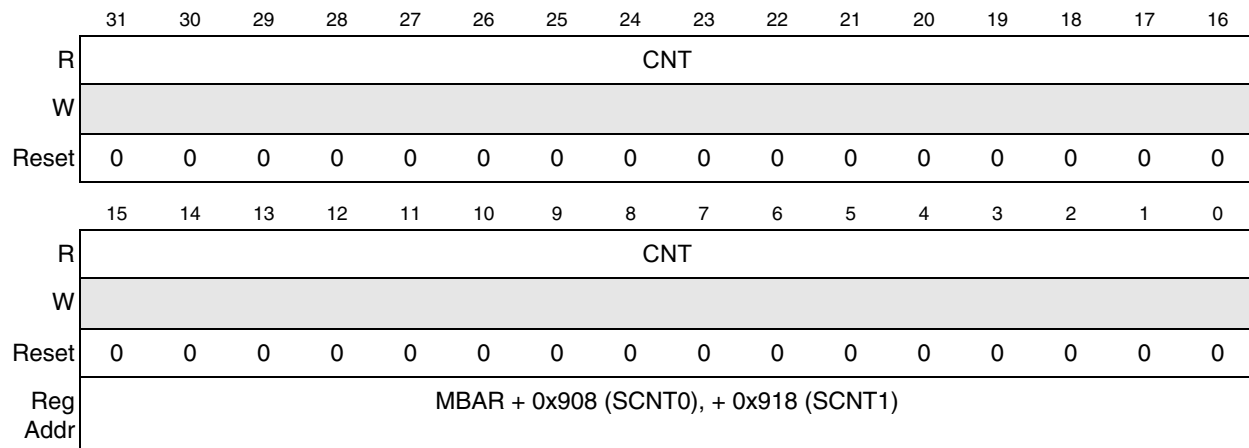 31 30 29 28 27 26 25 24 23 22 21 20 19 18 17 16
R CNT
W
Reset 0 0 0 0 0 0 0 0 0 0 0 0 0 0 0 0
15 14 13 12 11 10 9 8 7 6 5 4 3 2 1 0
R CNT
W
Reset 0 0 0 0 0 0 0 0 0 0 0 0 0 0 0 0
Reg MBAR + 0x908 (SCNT0), + 0x918 (SCNT1)
Addr